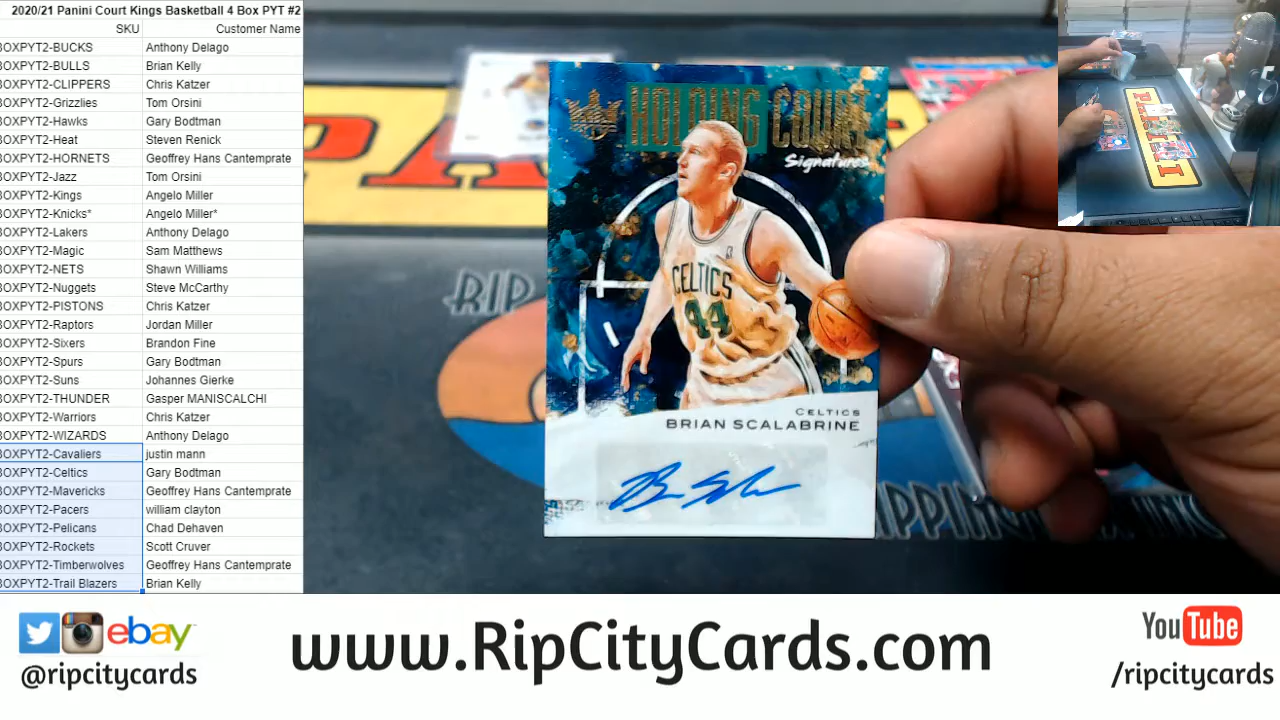 2020/21 Panini Court Kings Basketball 4 Box PYT #2
SKU Customer Name
BOXPYT2-BUCKS Anthony Delago
BOXPYT2-BULLS Brian Kelly
BOXPYT2-CLIPPERS Chris Katzer
BOXPYT2-Grizzlies Tom Orsini
BOXPYT2-Hawks Gary Bodtman
BOXPYT2-Heat Steven Renick
BOXPYT2-HORNETS Geoffrey Hans Cantemprate
BOXPYT2-Jazz Tom Orsini
BOXPYT2-Kings Angelo Miller
BOXPYT2-Knicks* Angelo Miller*
BOXPYT2-Lakers Anthony Delago
BOXPYT2-Magic Sam Matthews
BOXPYT2-NETS Shawn Williams
BOXPYT2-Nuggets Steve McCarthy
BOXPYT2-PISTONS Chris Katzer
BOXPYT2-Raptors Jordan Miller
BOXPYT2-Sixers Brandon Fine
BOXPYT2-Spurs Gary Bodtman
BOXPYT2-Suns Johannes Gierke
BOXPYT2-THUNDER Gasper MANISCALCHI
BOXPYT2-Warriors Chris Katzer
BOXPYT2-WIZARDS Anthony Delago
BOXPYT2-Cavaliers justin mann
BOXPYT2-Celtics Gary Bodtman
BOXPYT2-Mavericks Geoffrey Hans Cantemprate
BOXPYT2-Pacers william clayton
BOXPYT2-Pelicans Chad Dehaven
BOXPYT2-Rockets Scott Cruver
BOXPYT2-Timberwolves Geoffrey Hans Cantemprate
BOXPYT2-Trail Blazers Brian Kelly
HOLDING COURT
Signatures
CELTICS
44
CELTICS
BRIAN SCALABRINE
RIP
RIPPING
PANINI
ebay
@ripcitycards
www.RipCityCards.com
YouTube
/ripcitycards